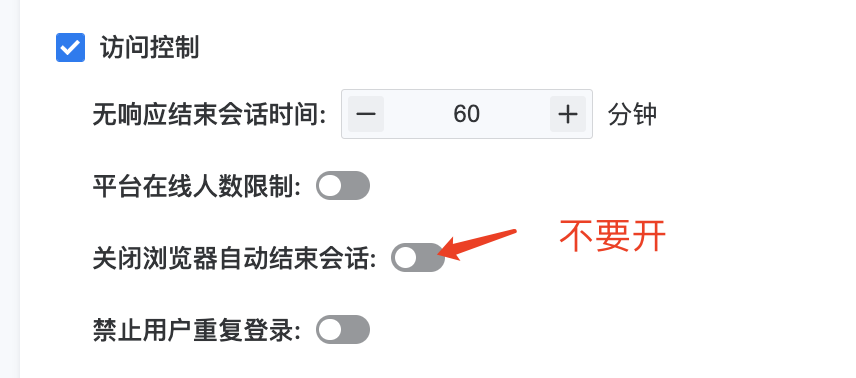 访问控制
无响应结束会话时间: 60 分钟
平台在线人数限制:
关闭浏览器自动结束会话: 不要开
禁止用户重复登录: